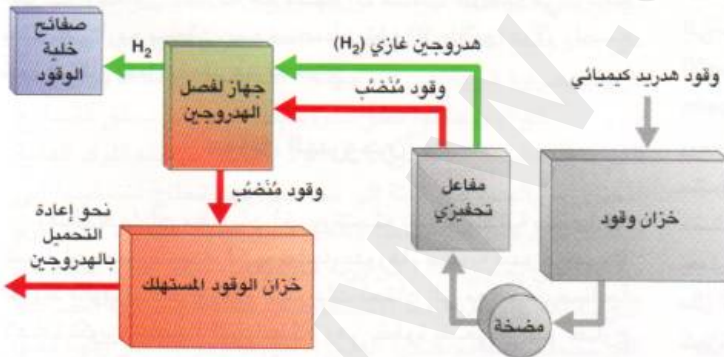 صفائح
خلية
الوقود
H₂
جهاز لفصل
الهدروجين
هدروجين غازي (H₂)
وقود مُنْضَّب
وقود هدريد كيميائي
مفاعل
تحفيزي
خزان وقود
وقود مُنْضَّب
نحو إعادة
التحميل
بالهدروجين
خزان الوقود المستهلك
مضخة